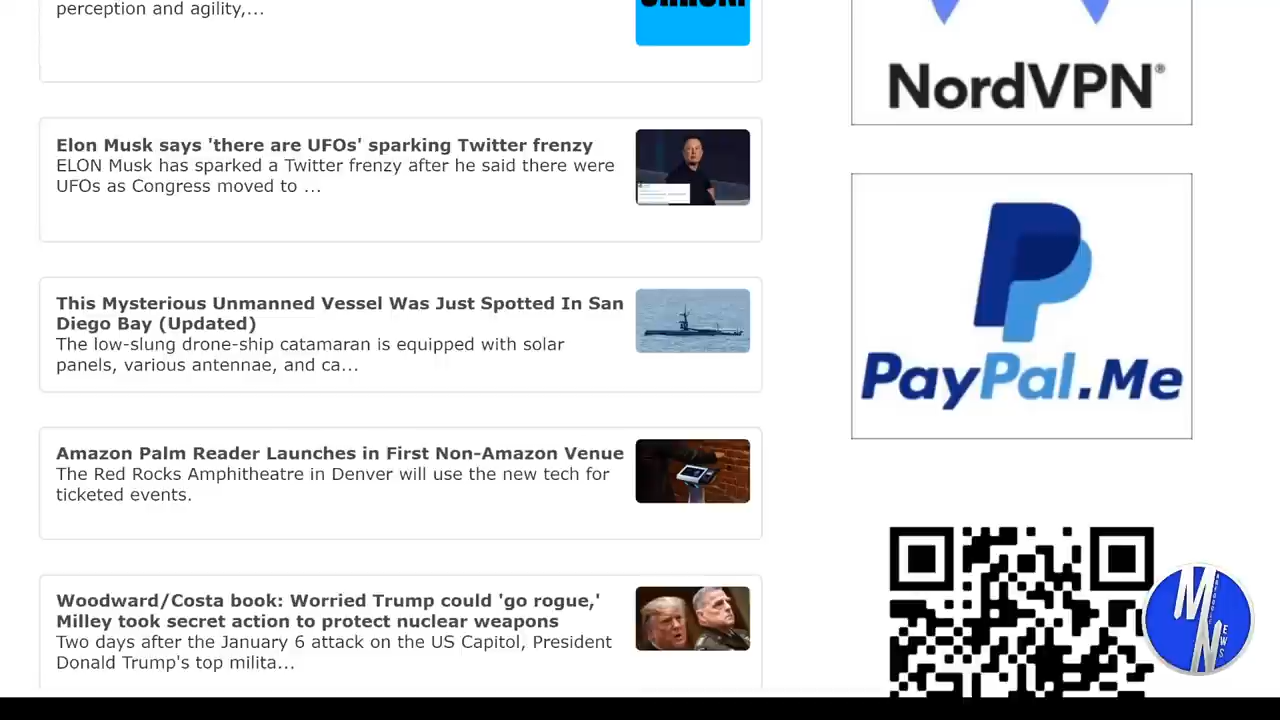 perception and agility,...
Elon Musk says 'there are UFOs' sparking Twitter frenzy
ELON Musk has sparked a Twitter frenzy after he said there were
UFOs as Congress moved to ...
This Mysterious Unmanned Vessel Was Just Spotted In San
Diego Bay (Updated)
The low-slung drone-ship catamaran is equipped with solar
panels, various antennae, and ca...
Amazon Palm Reader Launches in First Non-Amazon Venue
The Red Rocks Amphitheatre in Denver will use the new tech for
ticketed events.
Woodward/Costa book: Worried Trump could 'go rogue,'
Milley took secret action to protect nuclear weapons
Two days after the January 6 attack on the US Capitol, President
Donald Trump's top milita...
NordVPN®
PayPal.Me